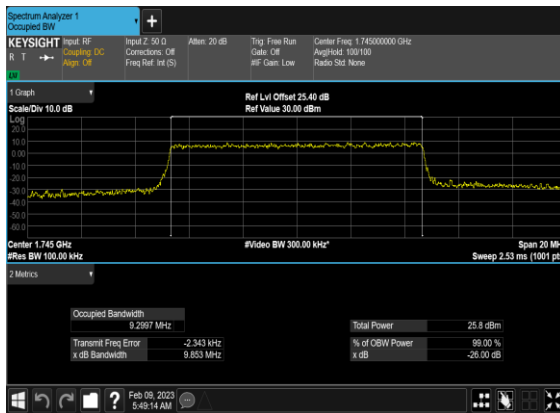 Spectrum Analyzer 1
Occupied BW
KEYSIGHT
R T
Input: RF
Coupling: DC
Align: Off
Input Z: 50 Ω
Corrections: Off
Freq Ref: Int (S)
Atten: 20 dB
Trig: Free Run
Gate: Off
#IF Gain: Low
Center Freq: 1.745000000 GHz
Avg|Hold: 100/100
Radio Std: None
1 Graph
Scale/Div 10.0 dB
Ref Lvl Offset 25.40 dB
Ref Value 30.00 dBm
Log
20.0
10.0
0.00
-10.0
-20.0
-30.0
-40.0
-50.0
-60.0
Center 1.745 GHz
#Res BW 100.00 kHz
#Video BW 300.00 kHz*
Span 20 MH
Sweep 2.53 ms (1001 pts
2 Metrics
Occupied Bandwidth
9.2997 MHz
Transmit Freq Error -2.343 kHz
x dB Bandwidth 9.853 MHz
Total Power 25.8 dBm
% of OBW Power 99.00 %
x dB -26.00 dB
?
Feb 09, 2023
5:49:14 AM